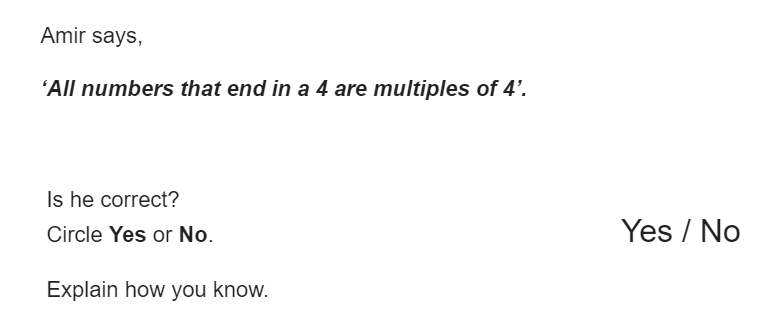 Amir says,
‘All numbers that end in a 4 are multiples of 4’.
Is he correct?
Circle Yes or No.
Yes / No
Explain how you know.